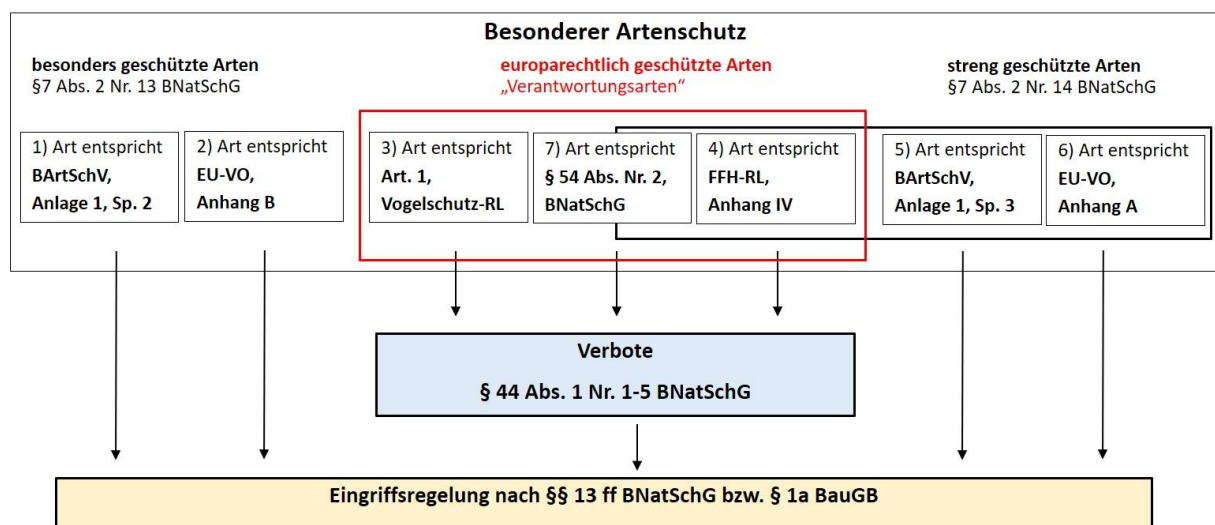 Besonderer Artenschutz
besonders geschützte Arten
§7 Abs. 2 Nr. 13 BNatSchG
europarechtlich geschützte Arten
„Verantwortungsarten“
streng geschützte Arten
§7 Abs. 2 Nr. 14 BNatSchG
1) Art entspricht
BArtSchV,
Anlage 1, Sp. 2
2) Art entspricht
EU-VO,
Anhang B
3) Art entspricht
Art. 1,
Vogelschutz-RL
7) Art entspricht
§ 54 Abs. Nr. 2,
BNatSchG
4) Art entspricht
FFH-RL,
Anhang IV
5) Art entspricht
BArtSchV,
Anlage 1, Sp. 3
6) Art entspricht
EU-VO,
Anhang A
Verbote
§ 44 Abs. 1 Nr. 1-5 BNatSchG
Eingriffsregelung nach §§ 13 ff BNatSchG bzw. § 1a BauGB